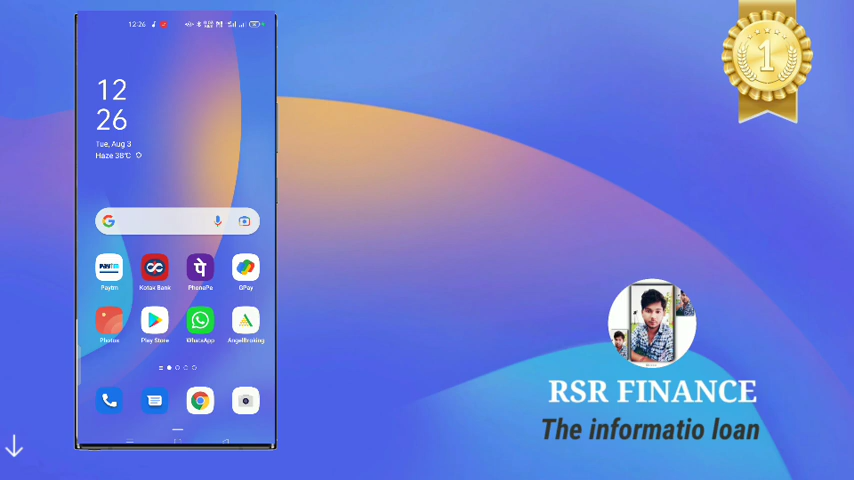 12:26
12
26
Tue, Aug 3
Haze 38°C
Paytm
Paytm
Kotak Bank
PhonePe
GPay
Photos
Play Store
WhatsApp
AngelBroking
1
RSR FINANCE
The informatio loan